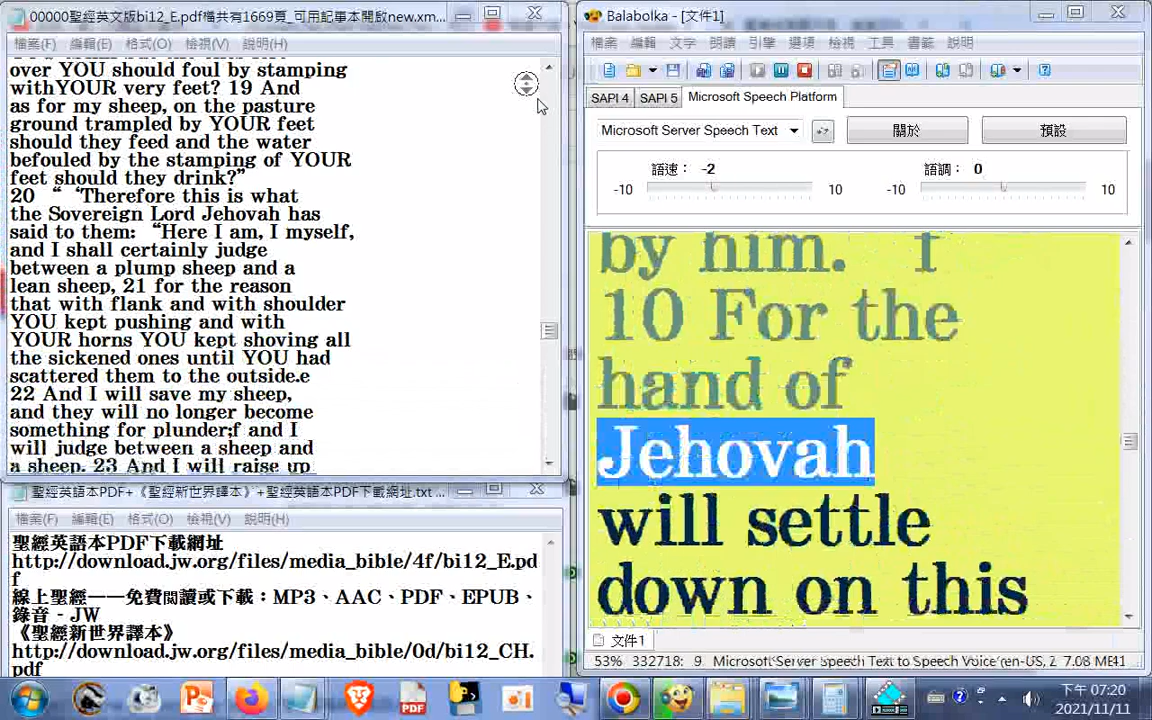 00000聖經英文版bi12_E.pdf檔共有1669頁_可用記事本開啟new.xm...
檔案(F) 編輯(E) 格式(O) 檢視(V) 說明(H)
over YOU should foul by stamping
withYOUR very feet? 19 And
as for my sheep, on the pasture
ground trampled by YOUR feet
should they feed and the water
befouled by the stamping of YOUR
feet should they drink?”
20 “ ‘Therefore this is what
the Sovereign Lord Jehovah has
said to them: “Here I am, I myself,
and I shall certainly judge
between a plump sheep and a
lean sheep, 21 for the reason
that with flank and with shoulder
YOU kept pushing and with
YOUR horns YOU kept shoving all
the sickened ones until YOU had
scattered them to the outside.e
22 And I will save my sheep,
and they will no longer become
something for plunder;f and I
will judge between a sheep and
a sheep. 23 And I will raise up
聖經英語本PDF+《聖經新世界譯本》+聖經英語本PDF下載網址.txt ...
檔案(F) 編輯(E) 格式(O) 檢視(V) 說明(H)
聖經英語本PDF下載網址
http://download.jw.org/files/media_bible/4f/bi12_E.pd
f
線上聖經——免費閱讀或下載：MP3、AAC、PDF、EPUB、
錄音 - JW
《聖經新世界譯本》
http://download.jw.org/files/media_bible/0d/bi12_CH.
pdf
Balabolka - [文件1]
檔案 編輯 文字 朗讀 引擎 選項 檢視 工具 書籤 說明
SAPI 4 SAPI 5 Microsoft Speech Platform
Microsoft Server Speech Text 關於 預設
語速： -2 語調： 0
-10 10 -10 10
by him. f
10 For the
hand of
Jehovah
will settle
down on this
文件1
53% 332718: 9 Microsoft Server Speech Text to Speech Voice (en-US, Z 7.08 ME41
下午 07:20
2021/11/11